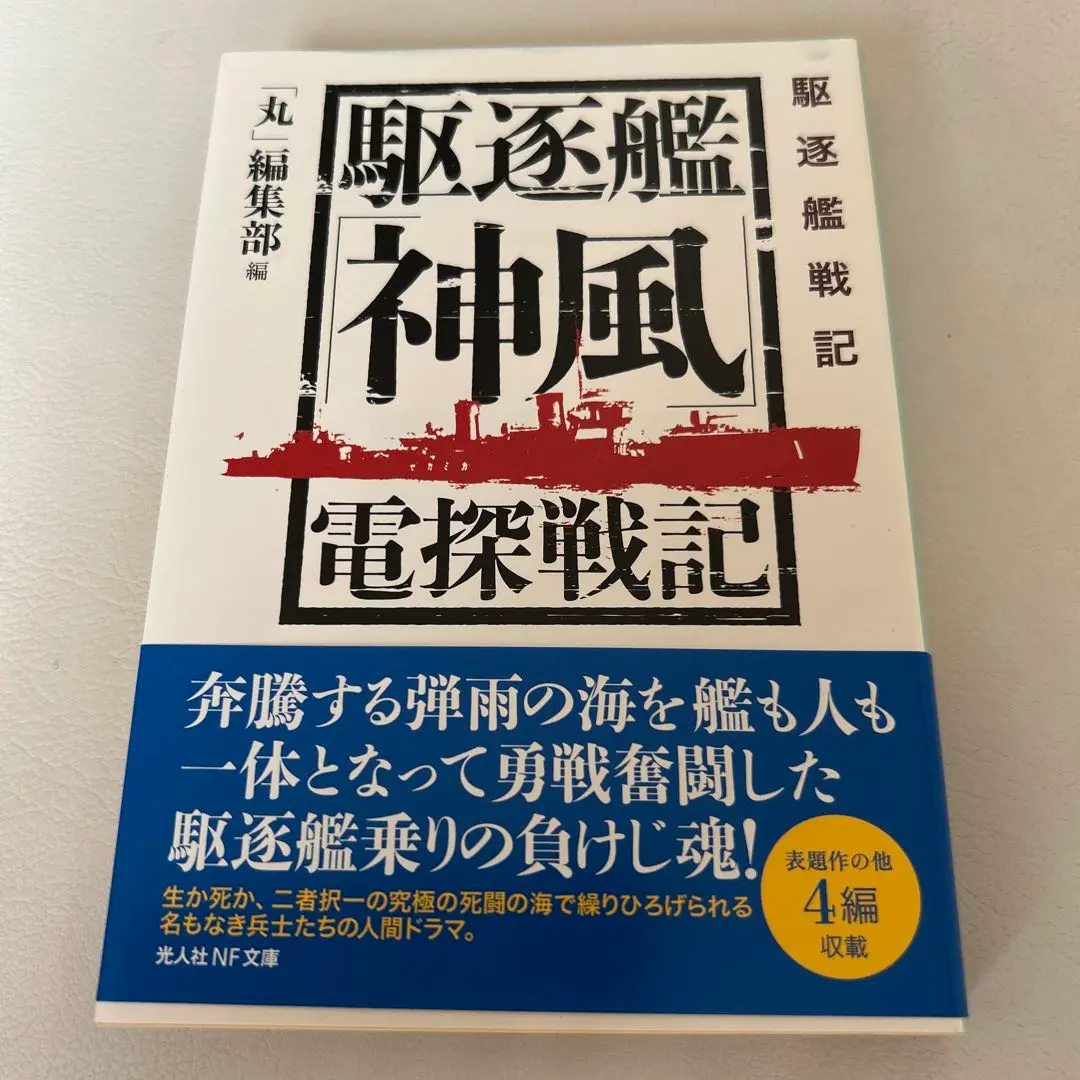 駆逐艦戦記
駆逐艦
「神風」
電探戦記
「丸」編集部編
ゼカミカ
1
奔騰する弾雨の海を艦も人も
一体となって勇戦奮闘した
駆逐艦乗りの負けじ魂!
生か死か、二者択一の究極の死闘の海で繰りひろげられる
名もなき兵士たちの人間ドラマ。
光人社NF文庫
表題作の他
4編
収載